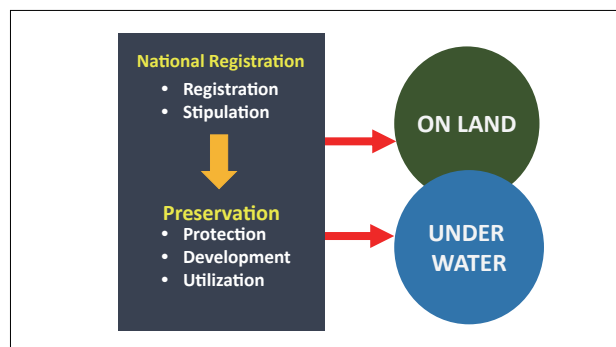 National Registration
• Registration
• Stipulation
Preservation
• Protection
• Development
• Utilization
ON LAND
UNDER
WATER